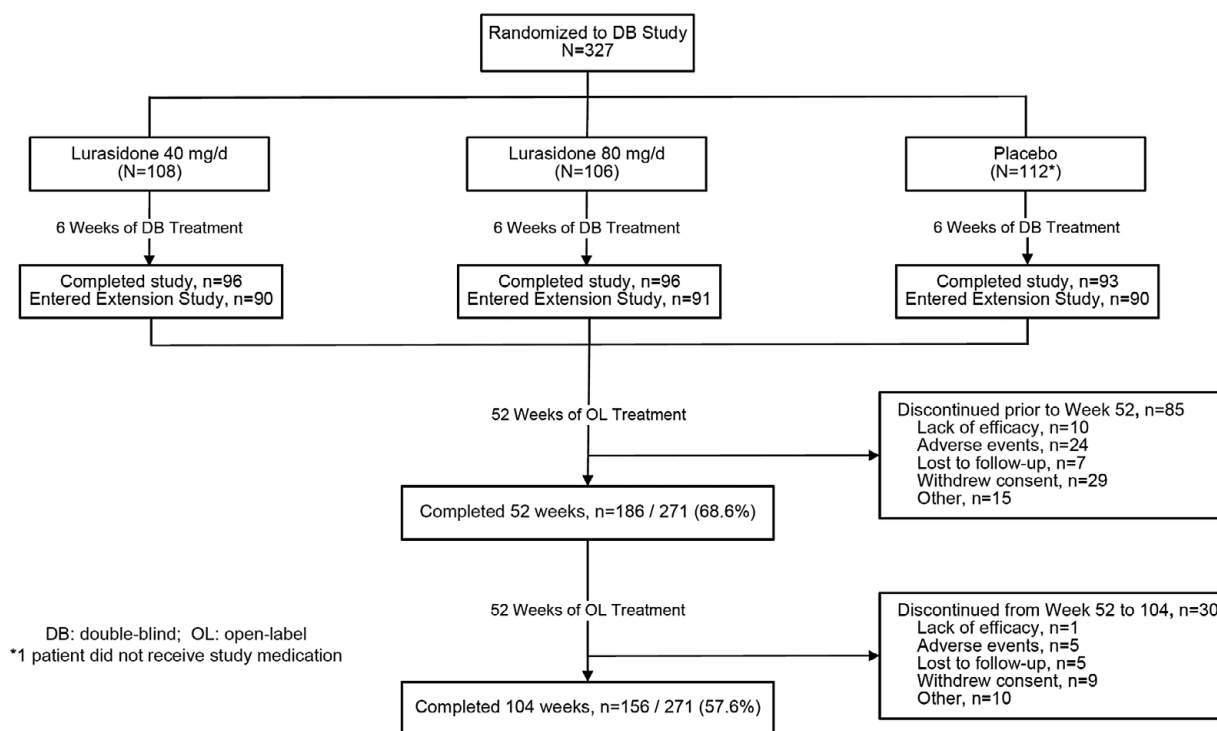 Randomized to DB Study
N=327
Lurasidone 40 mg/d
(N=108)
Lurasidone 80 mg/d
(N=106)
Placebo
(N=112*)
6 Weeks of DB Treatment
6 Weeks of DB Treatment
6 Weeks of DB Treatment
Completed study, n=96
Entered Extension Study, n=90
Completed study, n=96
Entered Extension Study, n=91
Completed study, n=93
Entered Extension Study, n=90
52 Weeks of OL Treatment
Discontinued prior to Week 52, n=85
Lack of efficacy, n=10
Adverse events, n=24
Lost to follow-up, n=7
Withdrew consent, n=29
Other, n=15
Completed 52 weeks, n=186 / 271 (68.6%)
52 Weeks of OL Treatment
Discontinued from Week 52 to 104, n=30
Lack of efficacy, n=1
Adverse events, n=5
Lost to follow-up, n=5
Withdrew consent, n=9
Other, n=10
DB: double-blind; OL: open-label
*1 patient did not receive study medication
Completed 104 weeks, n=156 / 271 (57.6%)